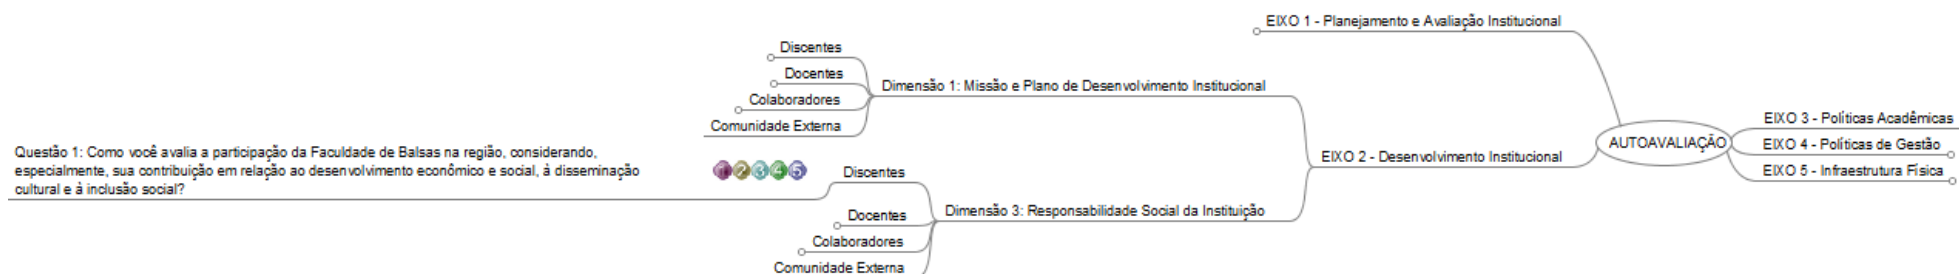 EIXO 1 - Planejamento e Avaliação Institucional
Discentes
Docentes
Colaboradores
Comunidade Externa
Dimensão 1: Missão e Plano de Desenvolvimento Institucional
Questão 1: Como você avalia a participação da Faculdade de Balsas na região, considerando,
especialmente, sua contribuição em relação ao desenvolvimento econômico e social, à disseminação
cultural e à inclusão social?
1 2 3 4 5
Discentes
Docentes
Colaboradores
Comunidade Externa
Dimensão 3: Responsabilidade Social da Instituição
EIXO 2 - Desenvolvimento Institucional
AUTOAVALIAÇÃO
EIXO 3 - Políticas Acadêmicas
EIXO 4 - Políticas de Gestão
EIXO 5 - Infraestrutura Física